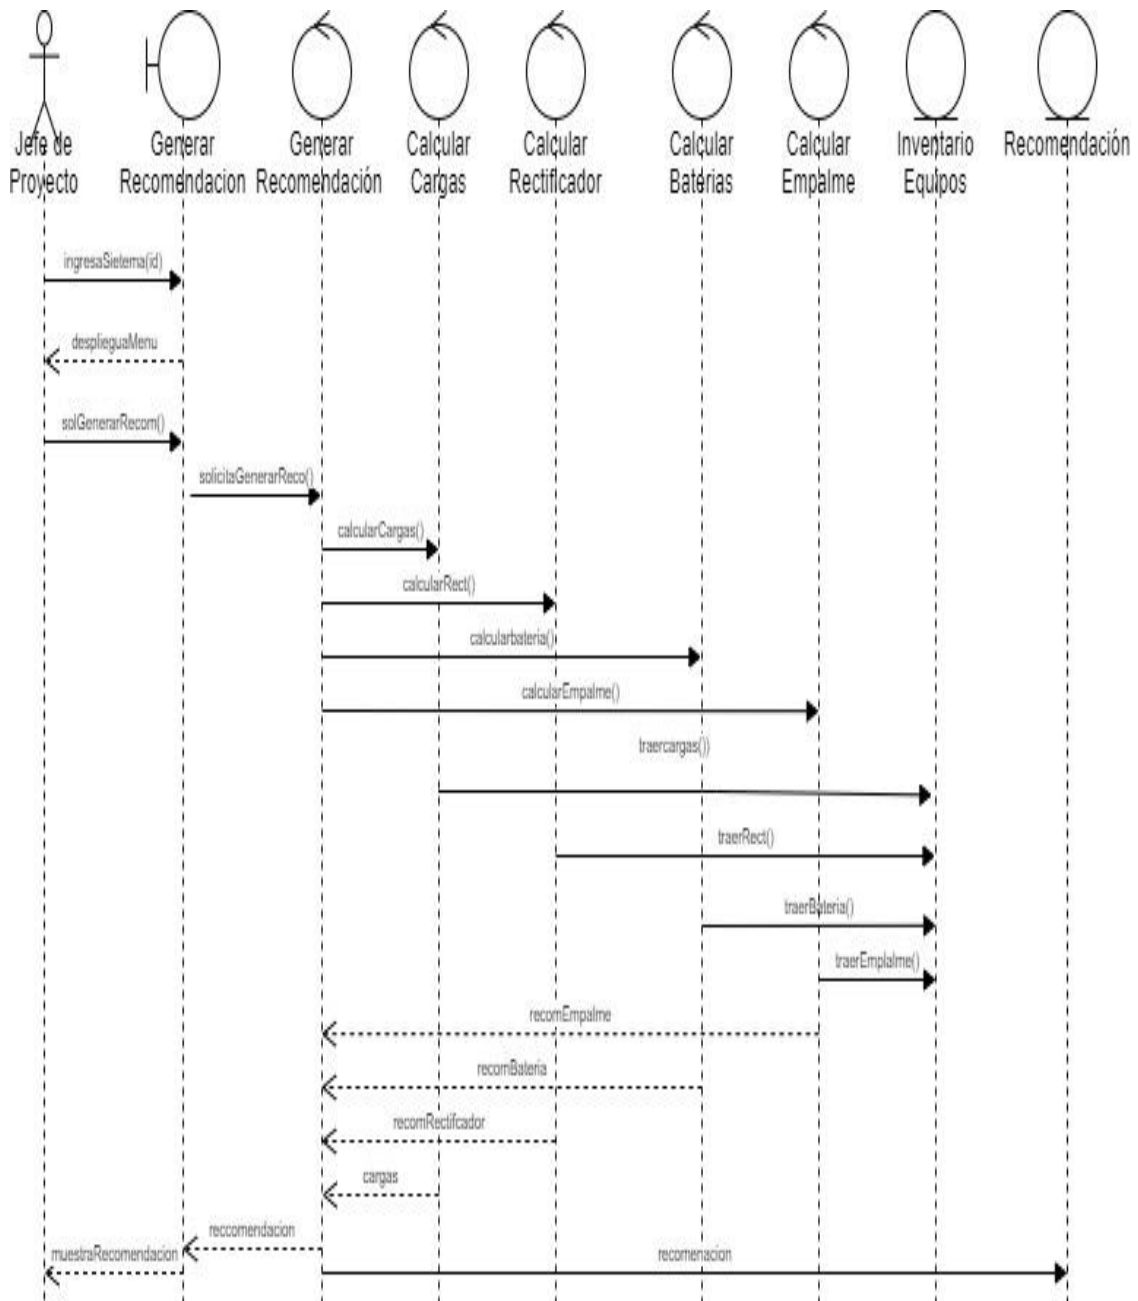 Jefe de
Proyecto
Generar
Recomendacion
Generar
Recomendación
Calcular
Cargas
Calcular
Rectificador
Calcular
Baterias
Calcular
Empalme
Inventario
Equipos
Recomendación
ingresaSietema(id)
desplieguaMenu
solGenerarRecom()
solicitaGenerarReco()
calcularCargas()
calcularRect()
calcularbateria()
calcularEmpalme()
traercargas())
traerRect()
traerBateria()
traerEmplalme()
recomEmpalme
recomBateria
recomRectifcador
cargas
reccomendacion
muestraRecomendacion
recomenacion